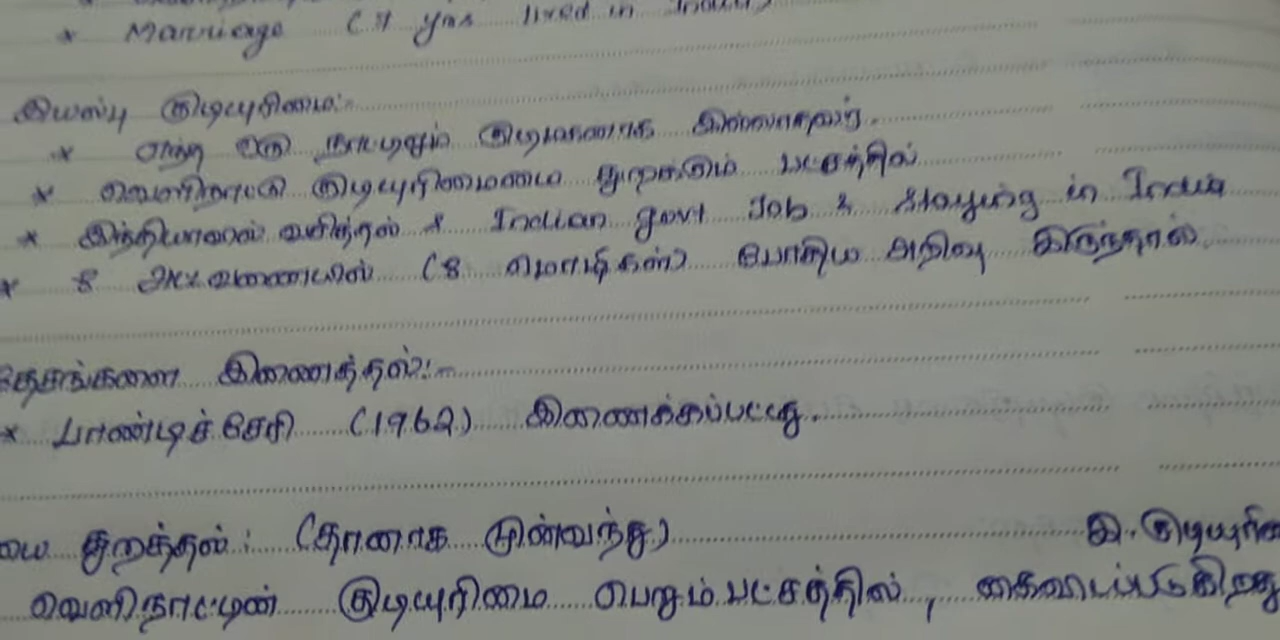 * Marriage ( 7 yrs lived in India)
இயல்பு குடியுரிமை:-
* எந்த ஒரு நாட்டிலும் குடிமகனாக இல்லாதவர்.
* வெளிநாட்டு குடியுரிமைமை துறக்கும் பட்சத்தில்
* இந்தியாவால் வசித்தல் & Indian govt Job & Staying in India
* 8 அட்டவணையில் (8 மொழிகள்) போதிய அறிவு இருந்தால்
தேசங்களை இணைத்தல்:-
* பாண்டிச்சேரி (1962) இணைக்கப்பட்டது.
துறத்தல் : (தானாக முன்வந்து) இ. குடியுரி
வெளிநாட்டின் குடியுரிமை பெறும் பட்சத்தில் , கைவிடப்படுகிறது